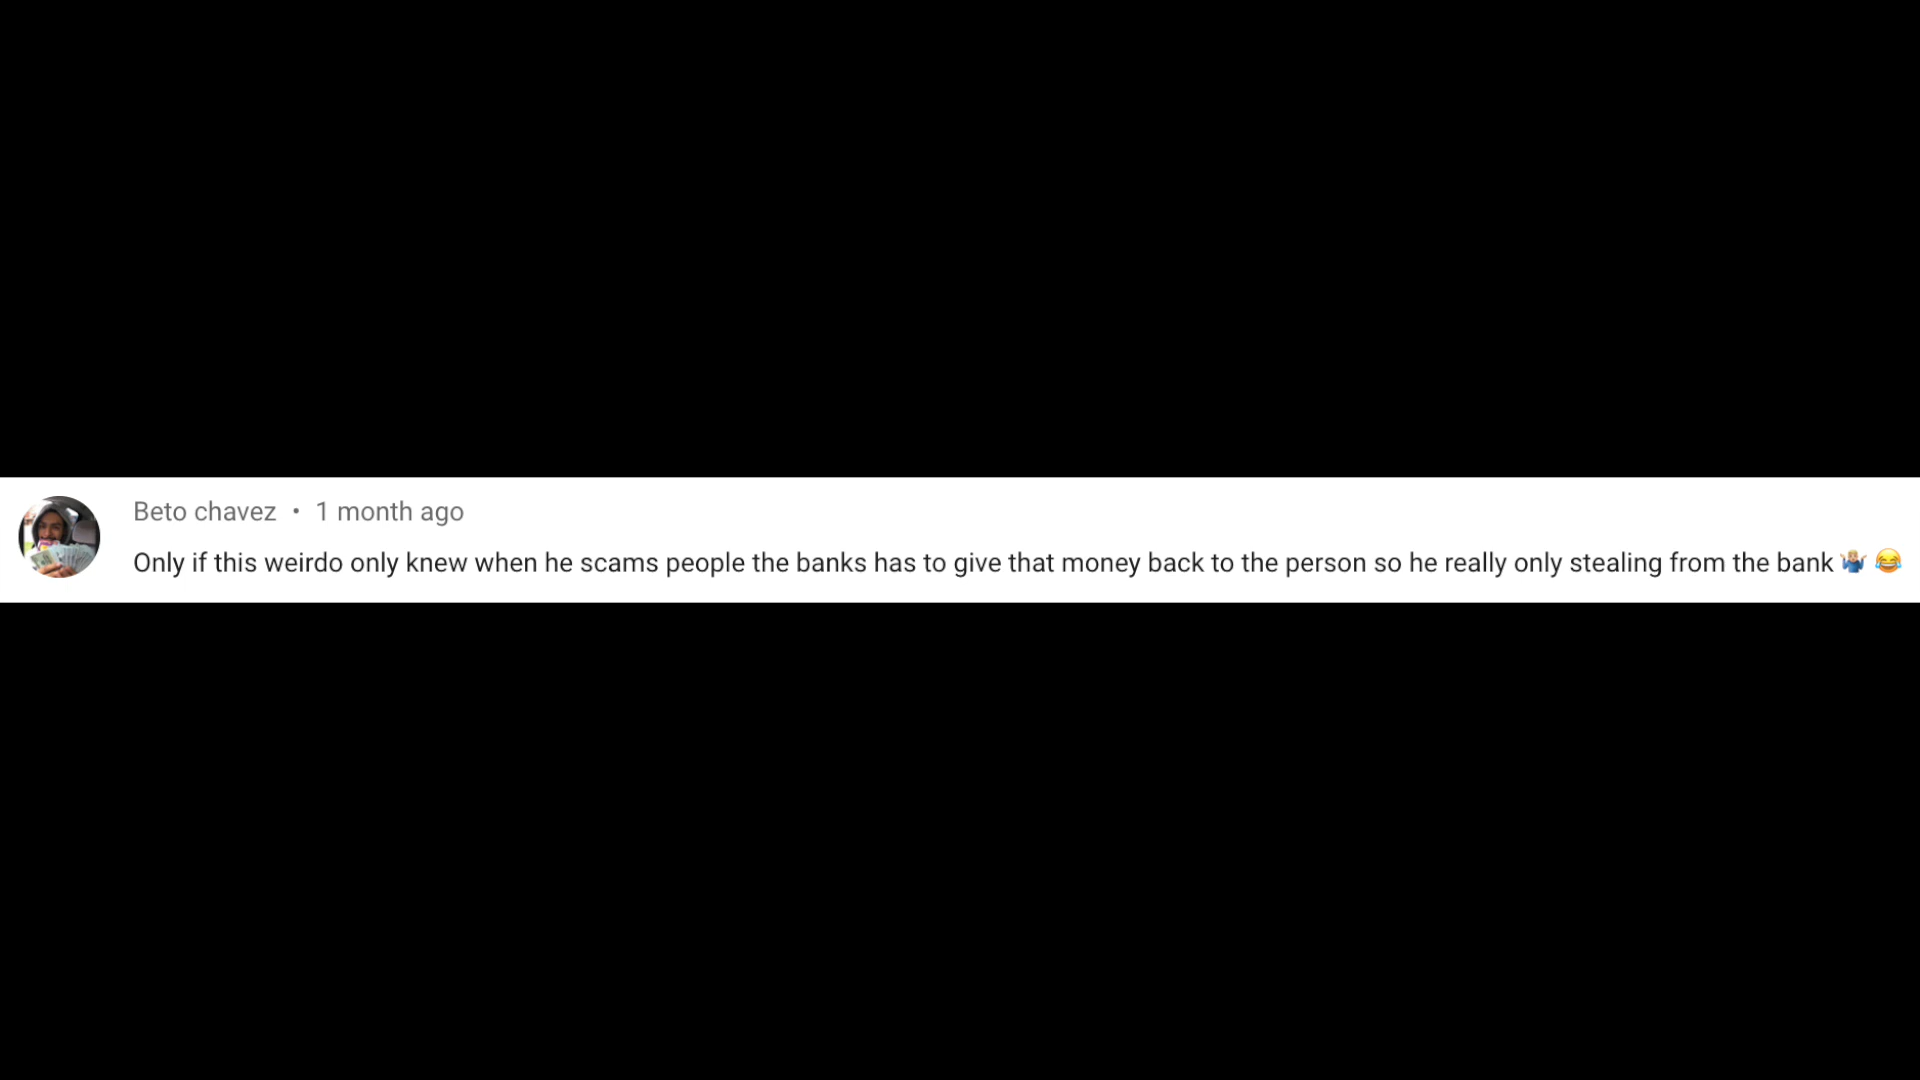 Beto chavez • 1 month ago
Only if this weirdo only knew when he scams people the banks has to give that money back to the person so he really only stealing from the bank 🤷🏼‍♂️ 😂